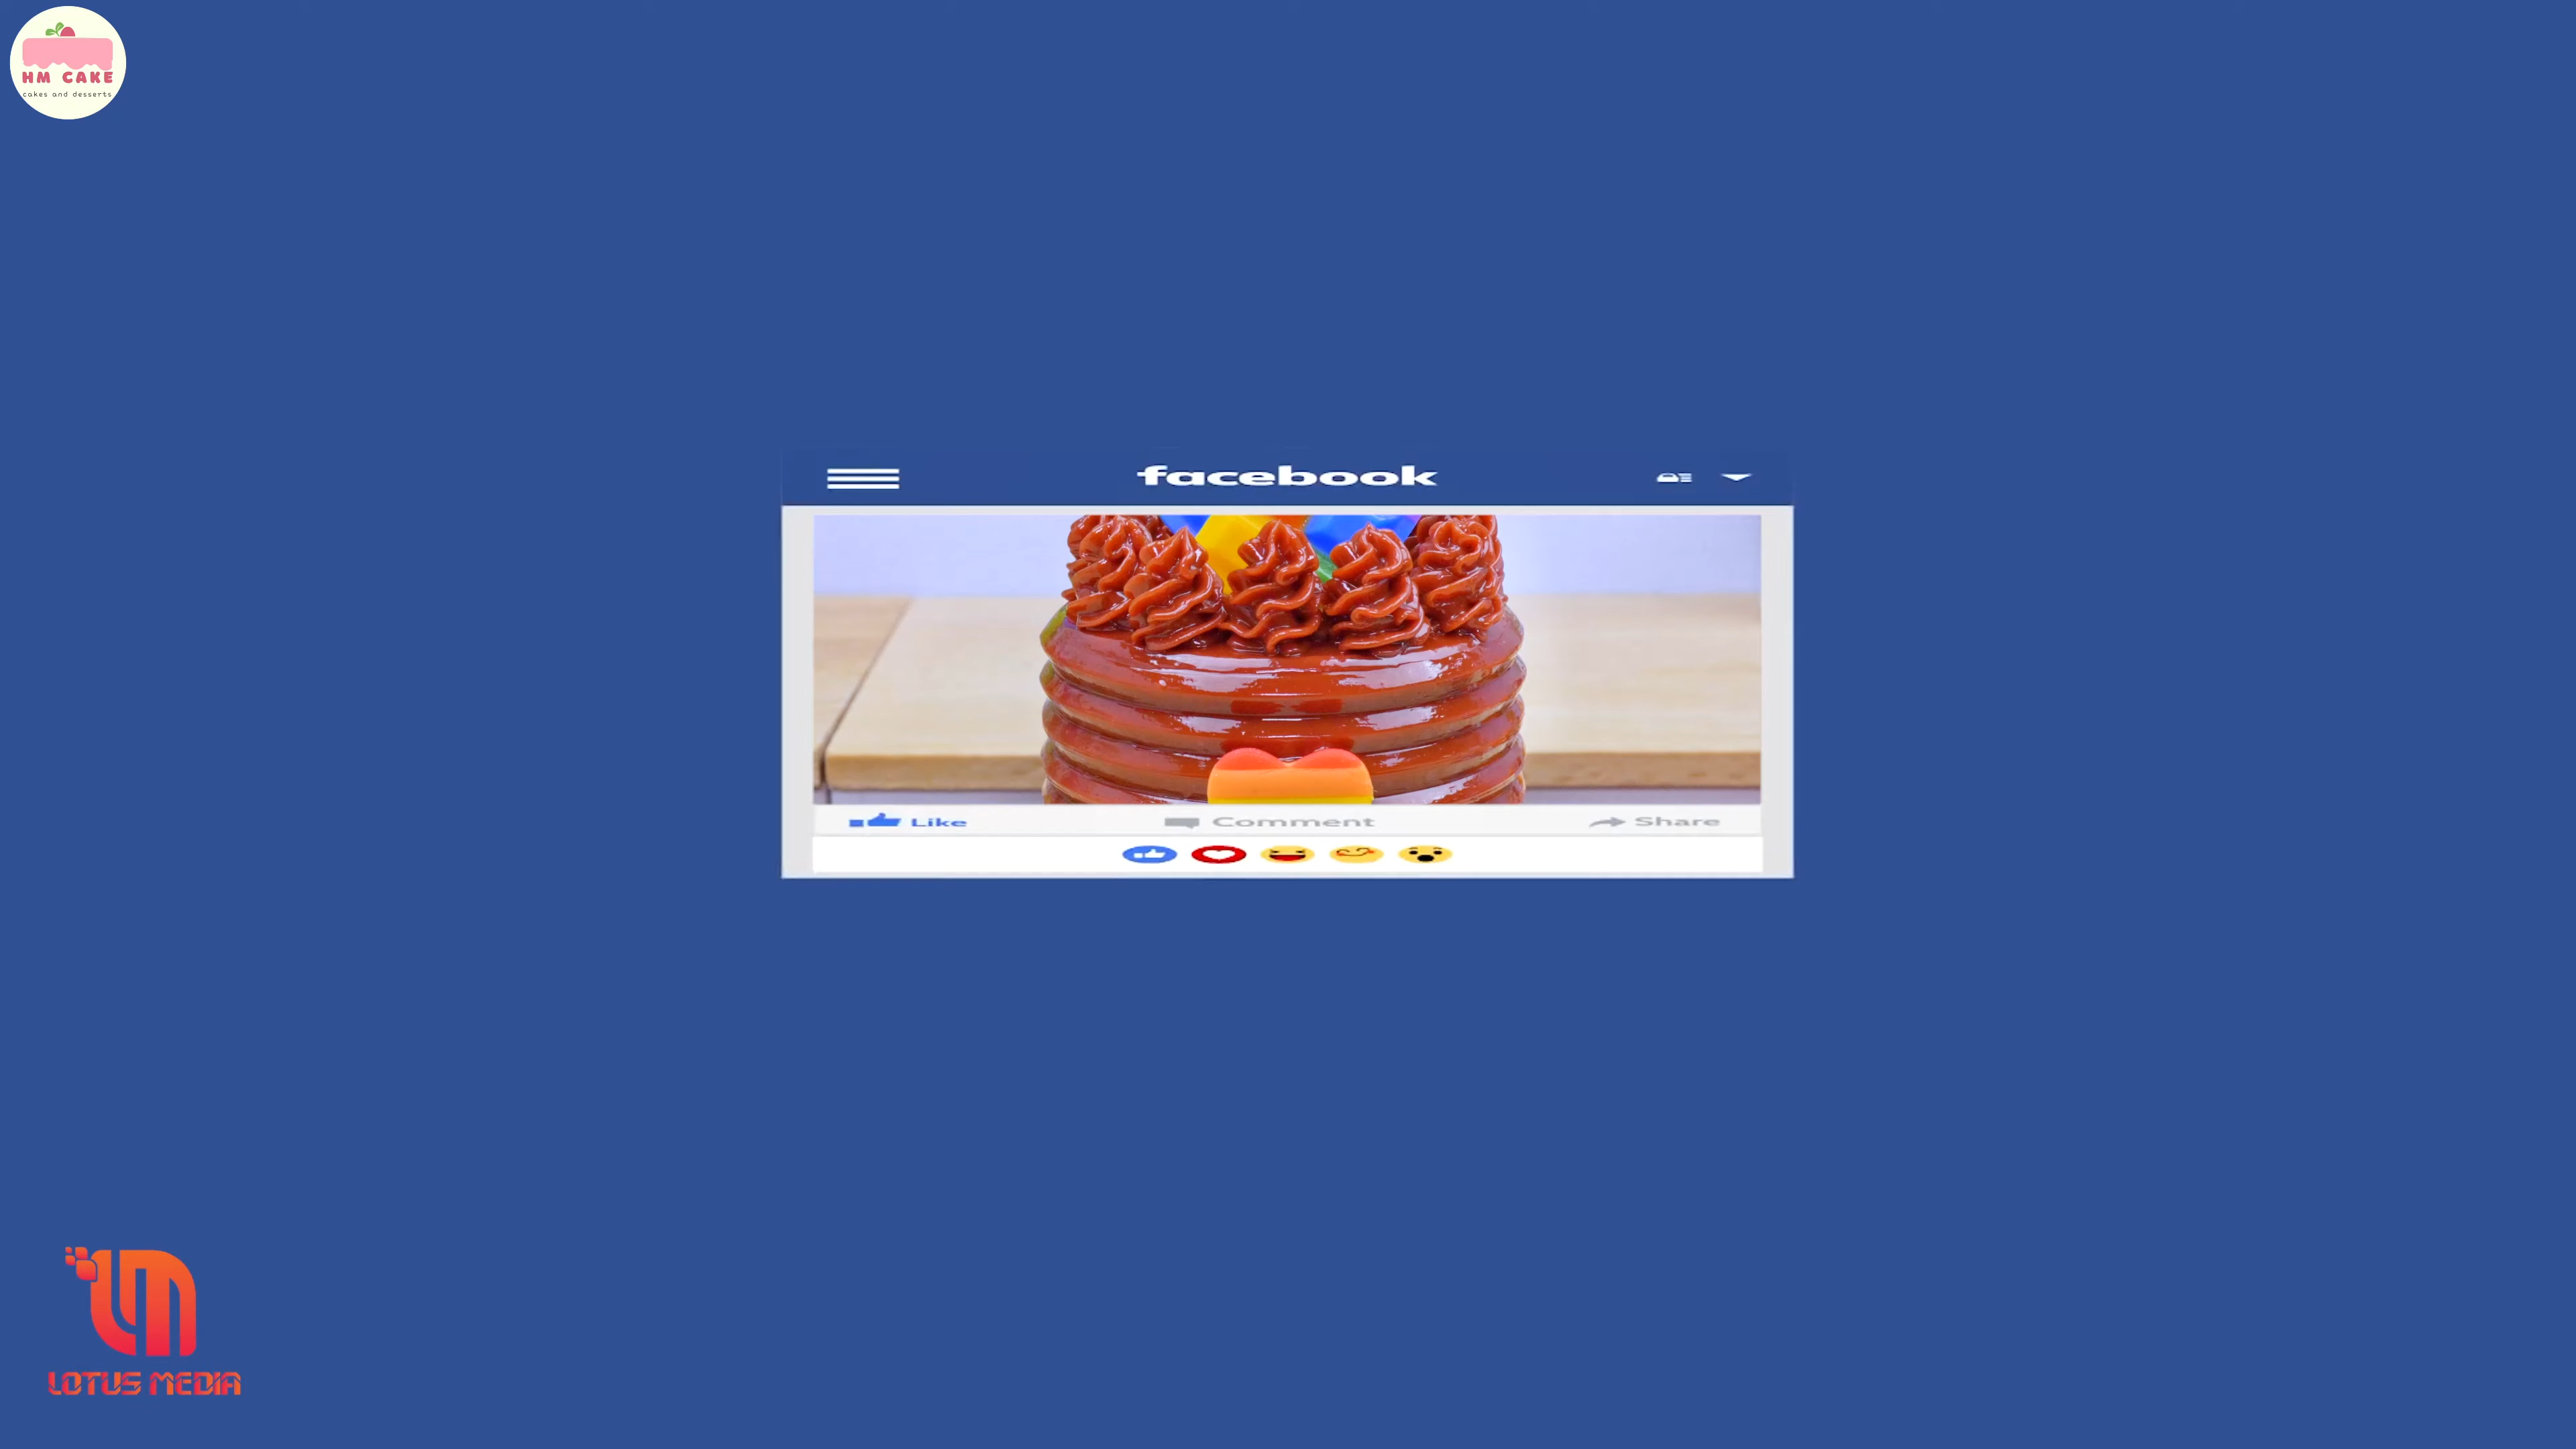 HM CAKE
cakes and desserts
facebook
Like
Comment
Share
LOTUS MEDIA